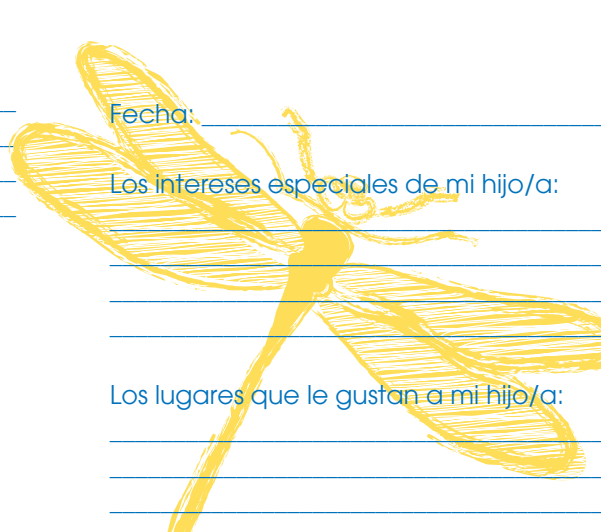 Fecha:
Los intereses especiales de mi hijo/a:
Los lugares que le gustan a mi hijo/a: